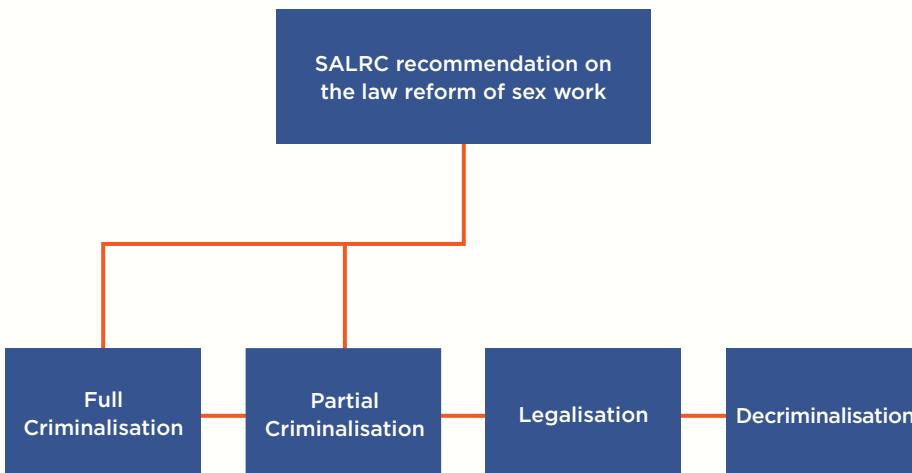 SALRC recommendation on
the law reform of sex work
Full
Criminalisation
Partial
Criminalisation
Legalisation
Decriminalisation